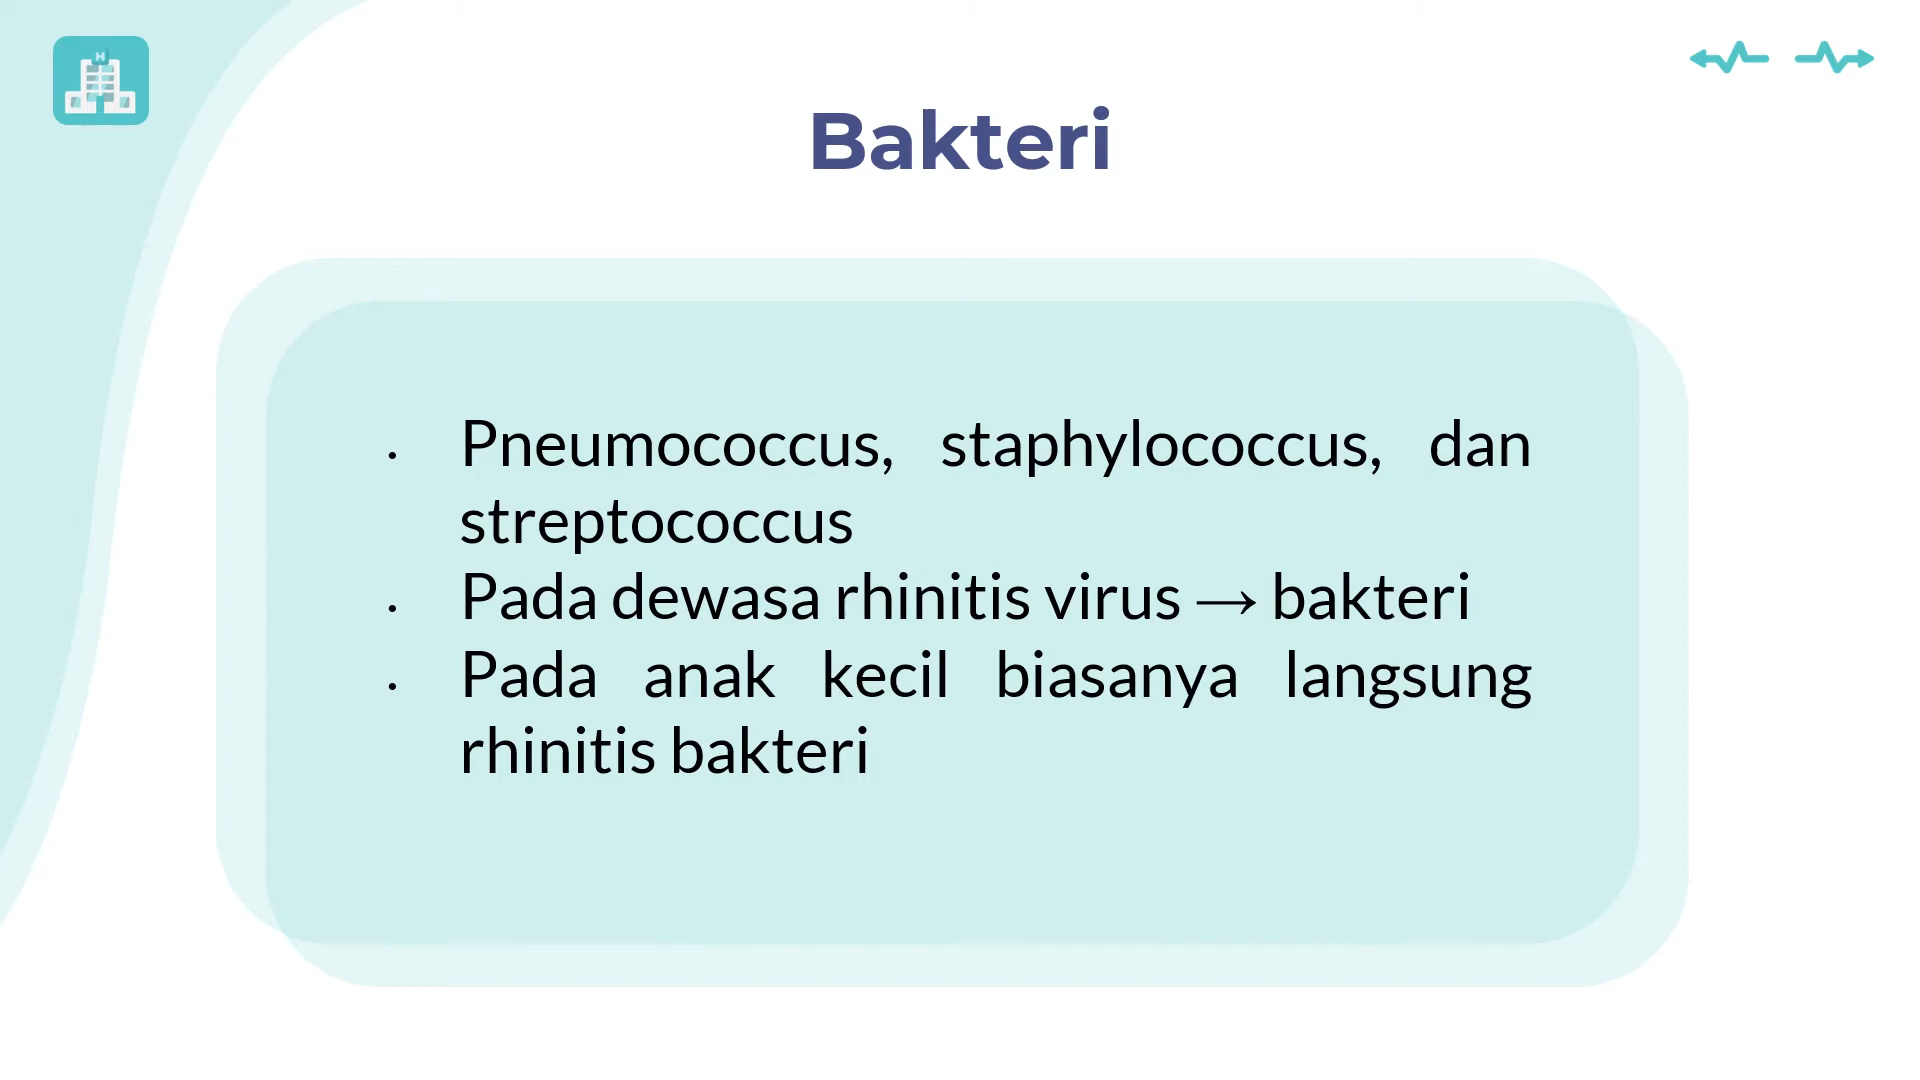 H
Bakteri
• Pneumococcus, staphylococcus, dan
streptococcus
• Pada dewasa rhinitis virus → bakteri
• Pada anak kecil biasanya langsung
rhinitis bakteri